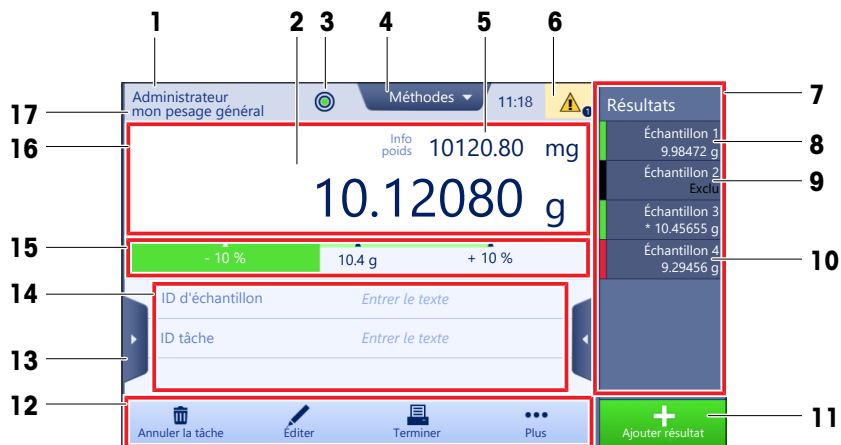 1
2
3
4
5
6
Administrateur
mon pesage général
Méthodes
11:18
Résultats
7
17
16
Info
poids
10120.80 mg
10.12080 g
Échantillon 1
9.98472 g
8
Échantillon 2
Exclu
9
Échantillon 3
* 10.45655 g
Échantillon 4
9.29456 g
10
15
- 10 %
10.4 g
+ 10 %
14
ID d'échantillon
Entrer le texte
ID tâche
Entrer le texte
13
12
Annuler la tâche
Éditer
Terminer
Plus
Ajouter résultat
11